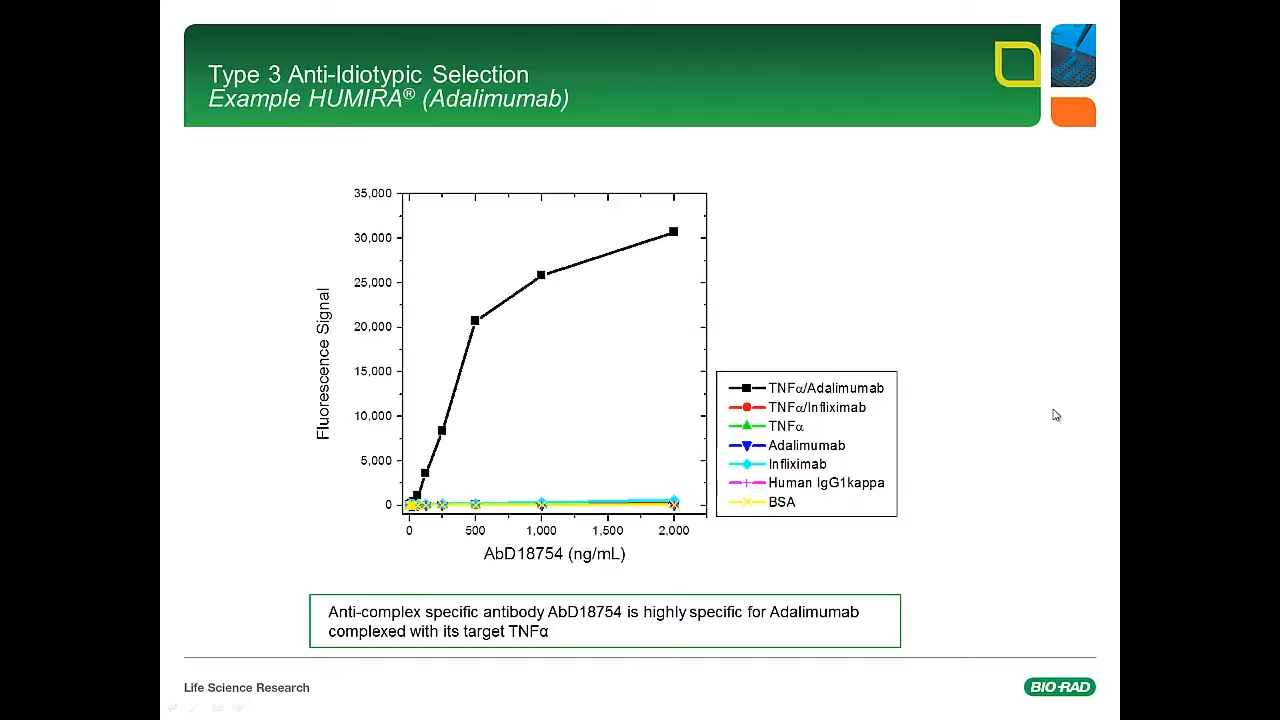 Type 3 Anti-Idiotypic Selection
Example HUMIRA® (Adalimumab)
35,000
30,000
25,000
20,000
15,000
10,000
5,000
0
Fluorescence Signal
0 500 1,000 1,500 2,000
AbD18754 (ng/mL)
TNFα/Adalimumab
TNFα/Infliximab
TNFα
Adalimumab
Infliximab
Human IgG1kappa
BSA
Anti-complex specific antibody AbD18754 is highly specific for Adalimumab
complexed with its target TNFα
Life Science Research
BIO-RAD